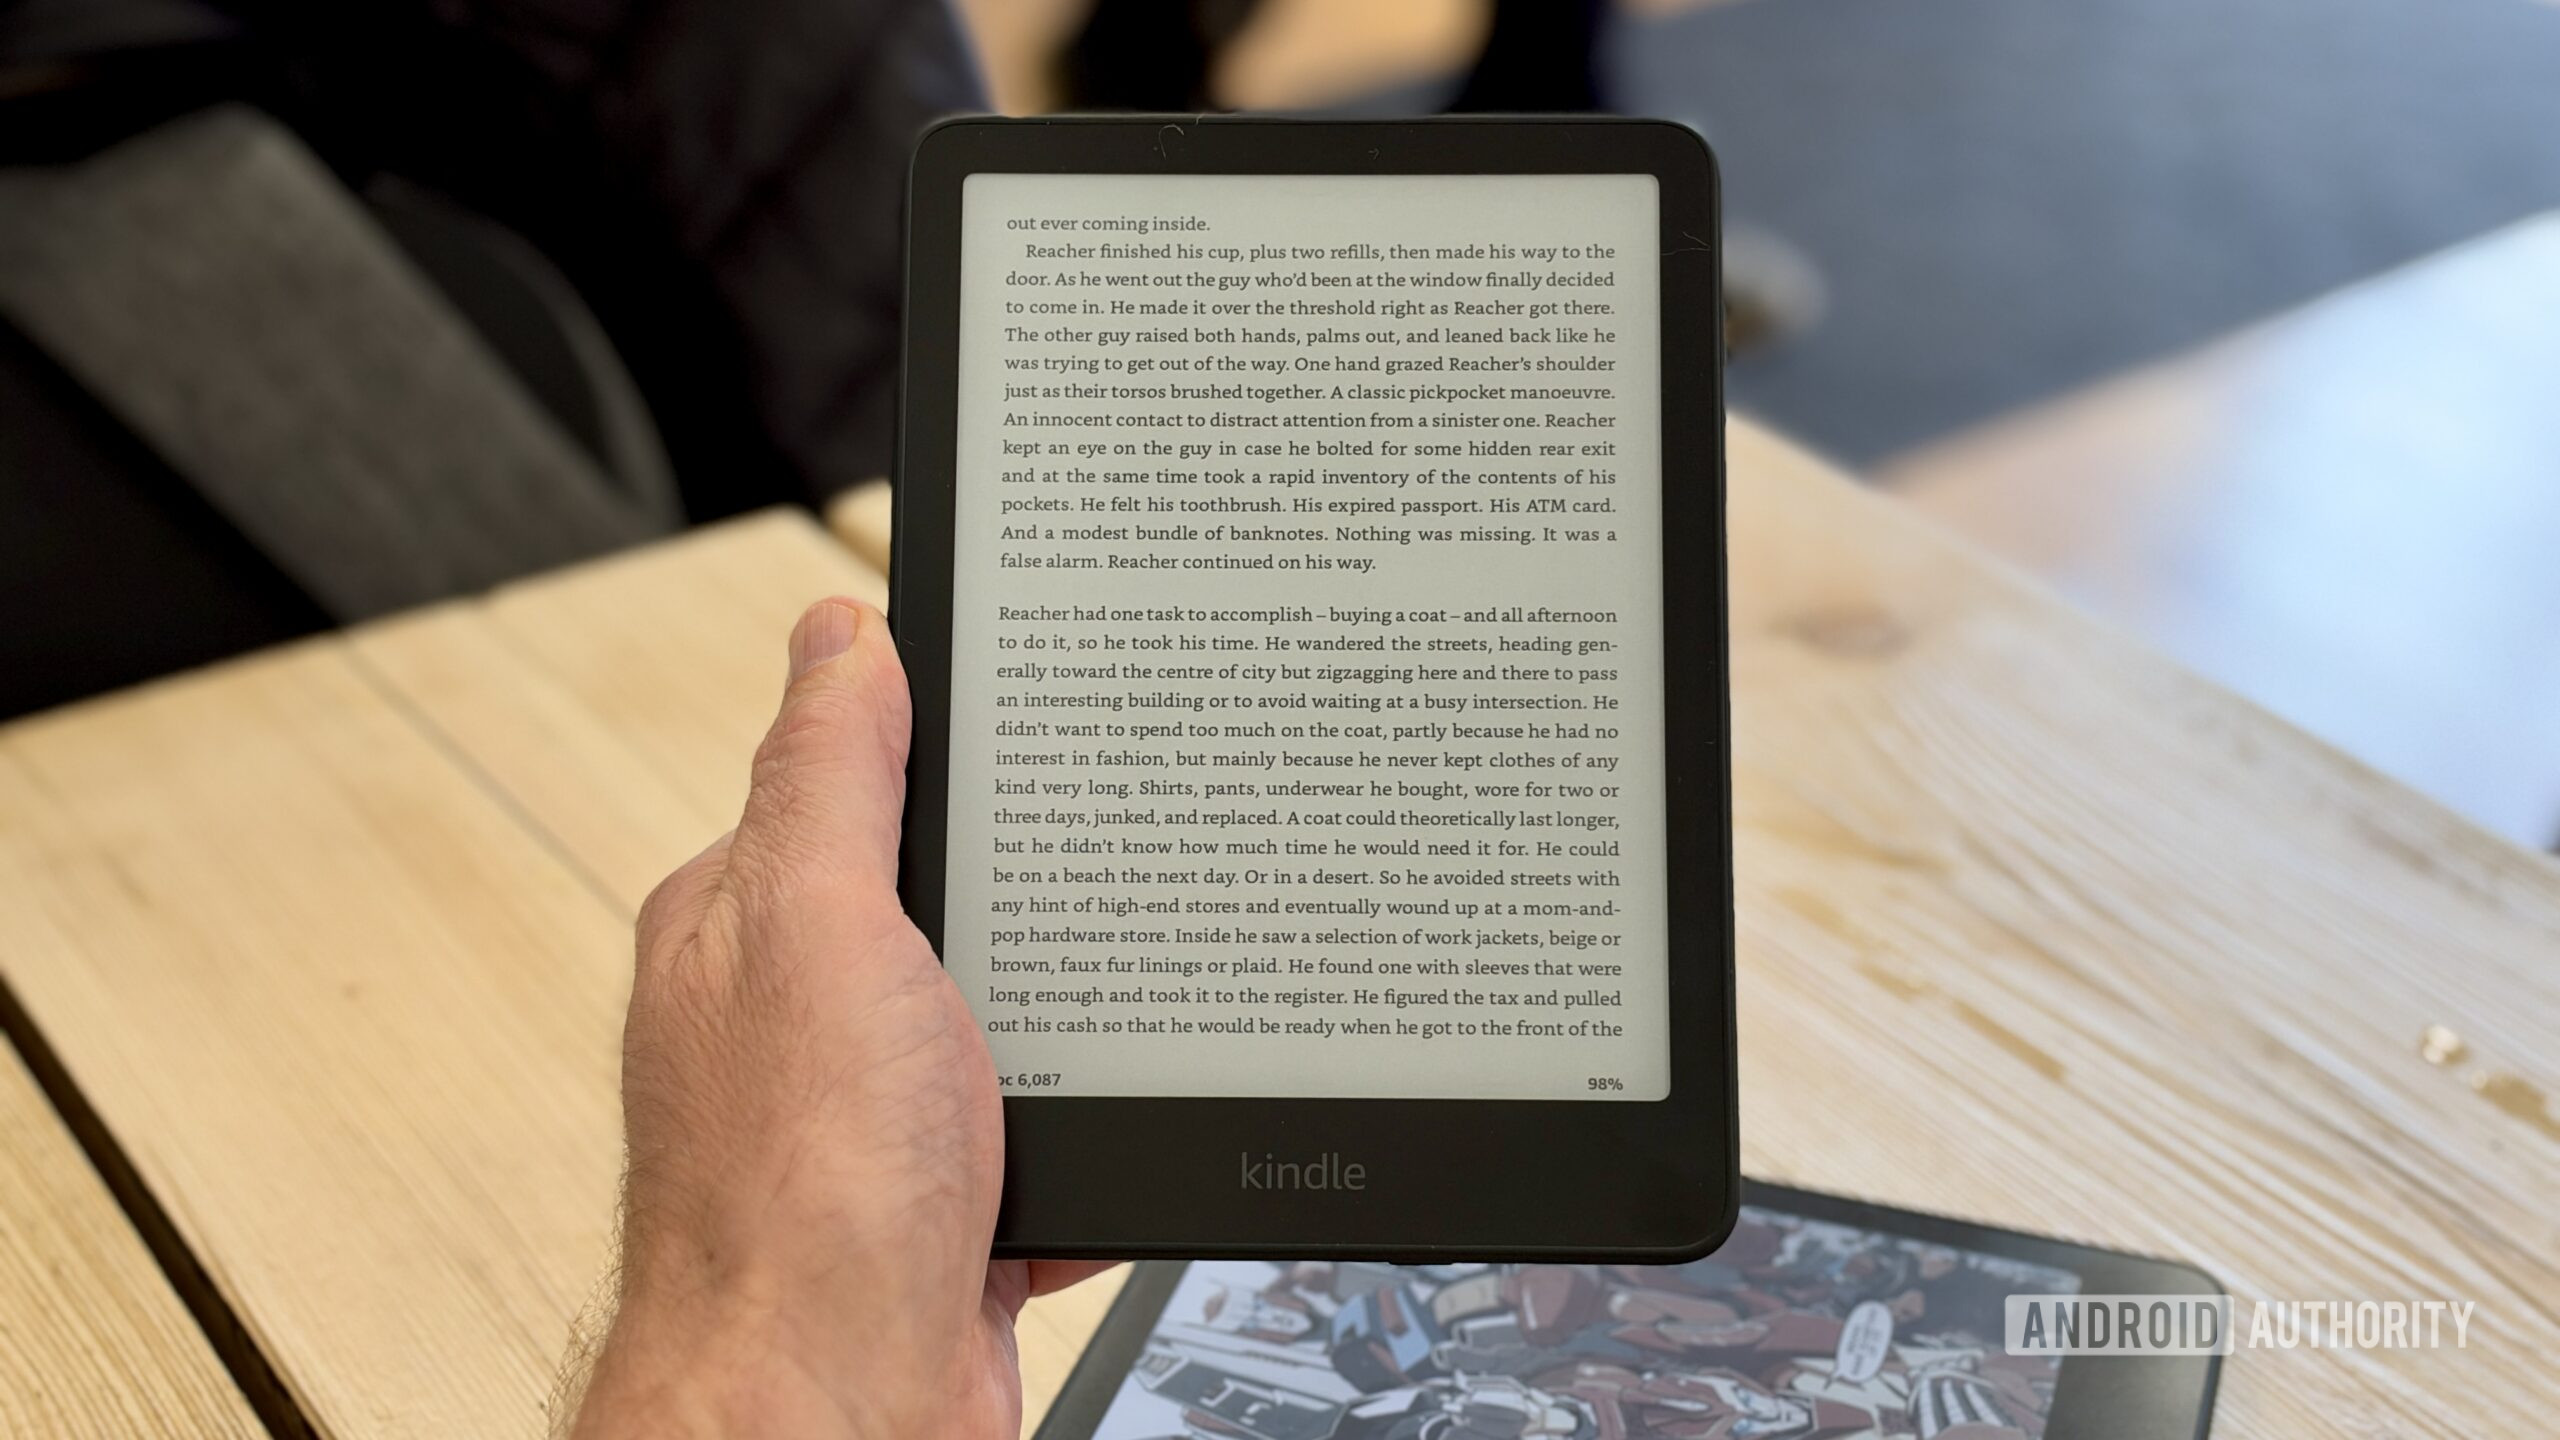 out ever coming inside.
Reacher finished his cup, plus two refills, then made his way to the
door. As he went out the guy who’d been at the window finally decided
to come in. He made it over the threshold right as Reacher got there.
The other guy raised both hands, palms out, and leaned back like he
was trying to get out of the way. One hand grazed Reacher’s shoulder
just as their torsos brushed together. A classic pickpocket manoeuvre.
An innocent contact to distract attention from a sinister one. Reacher
kept an eye on the guy in case he bolted for some hidden rear exit
and at the same time took a rapid inventory of the contents of his
pockets. He felt his toothbrush. His expired passport. His ATM card.
And a modest bundle of banknotes. Nothing was missing. It was a
false alarm. Reacher continued on his way.
Reacher had one task to accomplish – buying a coat – and all afternoon
to do it, so he took his time. He wandered the streets, heading gen-
erally toward the centre of city but zigzagging here and there to pass
an interesting building or to avoid waiting at a busy intersection. He
didn’t want to spend too much on the coat, partly because he had no
interest in fashion, but mainly because he never kept clothes of any
kind very long. Shirts, pants, underwear he bought, wore for two or
three days, junked, and replaced. A coat could theoretically last longer,
but he didn’t know how much time he would need it for. He could
be on a beach the next day. Or in a desert. So he avoided streets with
any hint of high-end stores and eventually wound up at a mom-and-
pop hardware store. Inside he saw a selection of work jackets, beige or
brown, faux fur linings or plaid. He found one with sleeves that were
long enough and took it to the register. He figured the tax and pulled
out his cash so that he would be ready when he got to the front of the
oc 6,087 98%
kindle
ANDROID AUTHORITY